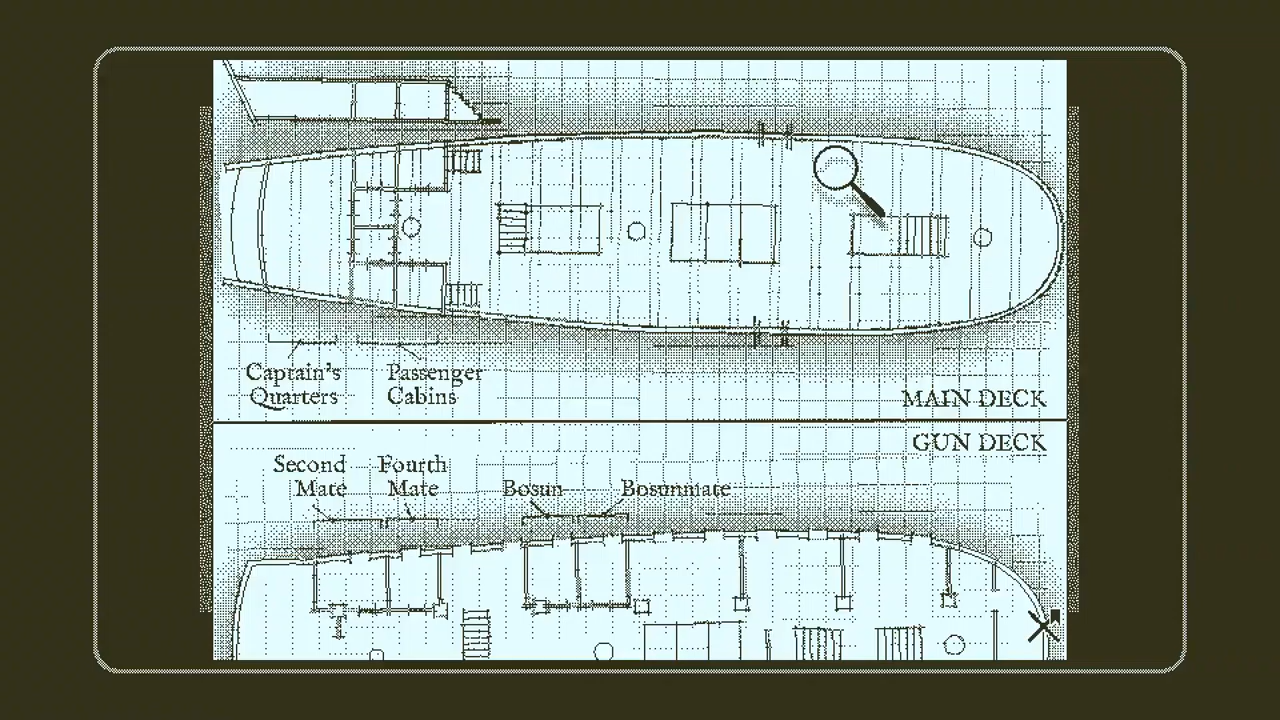 Captain's
Quarters
Passenger
Cabins
MAIN DECK
GUN DECK
Second
Mate
Fourth
Mate
Bosun
Bosunmate